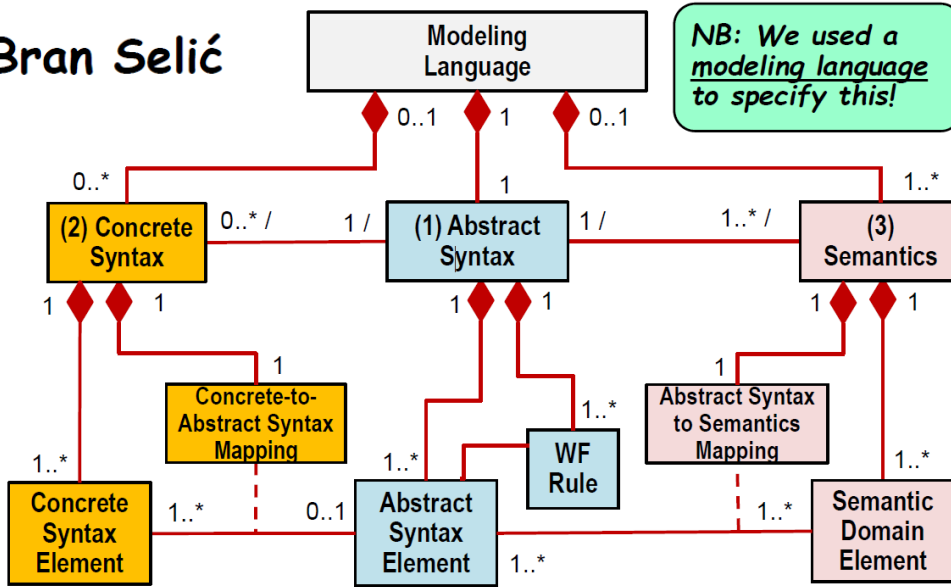 Bran Selić
Modeling
Language
NB: We used a
modeling language
to specify this!
0..1
1
0..1
0..*
1
1..*
(2) Concrete
Syntax
0..* /
1 /
(1) Abstract
Syntax
1 /
1..* /
(3)
Semantics
1
1
1
1
1
1
1
1
Concrete-to-
Abstract Syntax
Mapping
1..*
Abstract Syntax
to Semantics
Mapping
WF
Rule
1..*
1..*
1..*
Concrete
Syntax
Element
1..*
0..1
Abstract
Syntax
Element
1..*
1..*
Semantic
Domain
Element